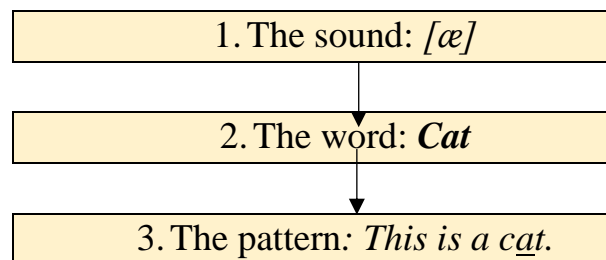 1. The sound: [æ]
2. The word: Cat
3. The pattern: This is a cat.